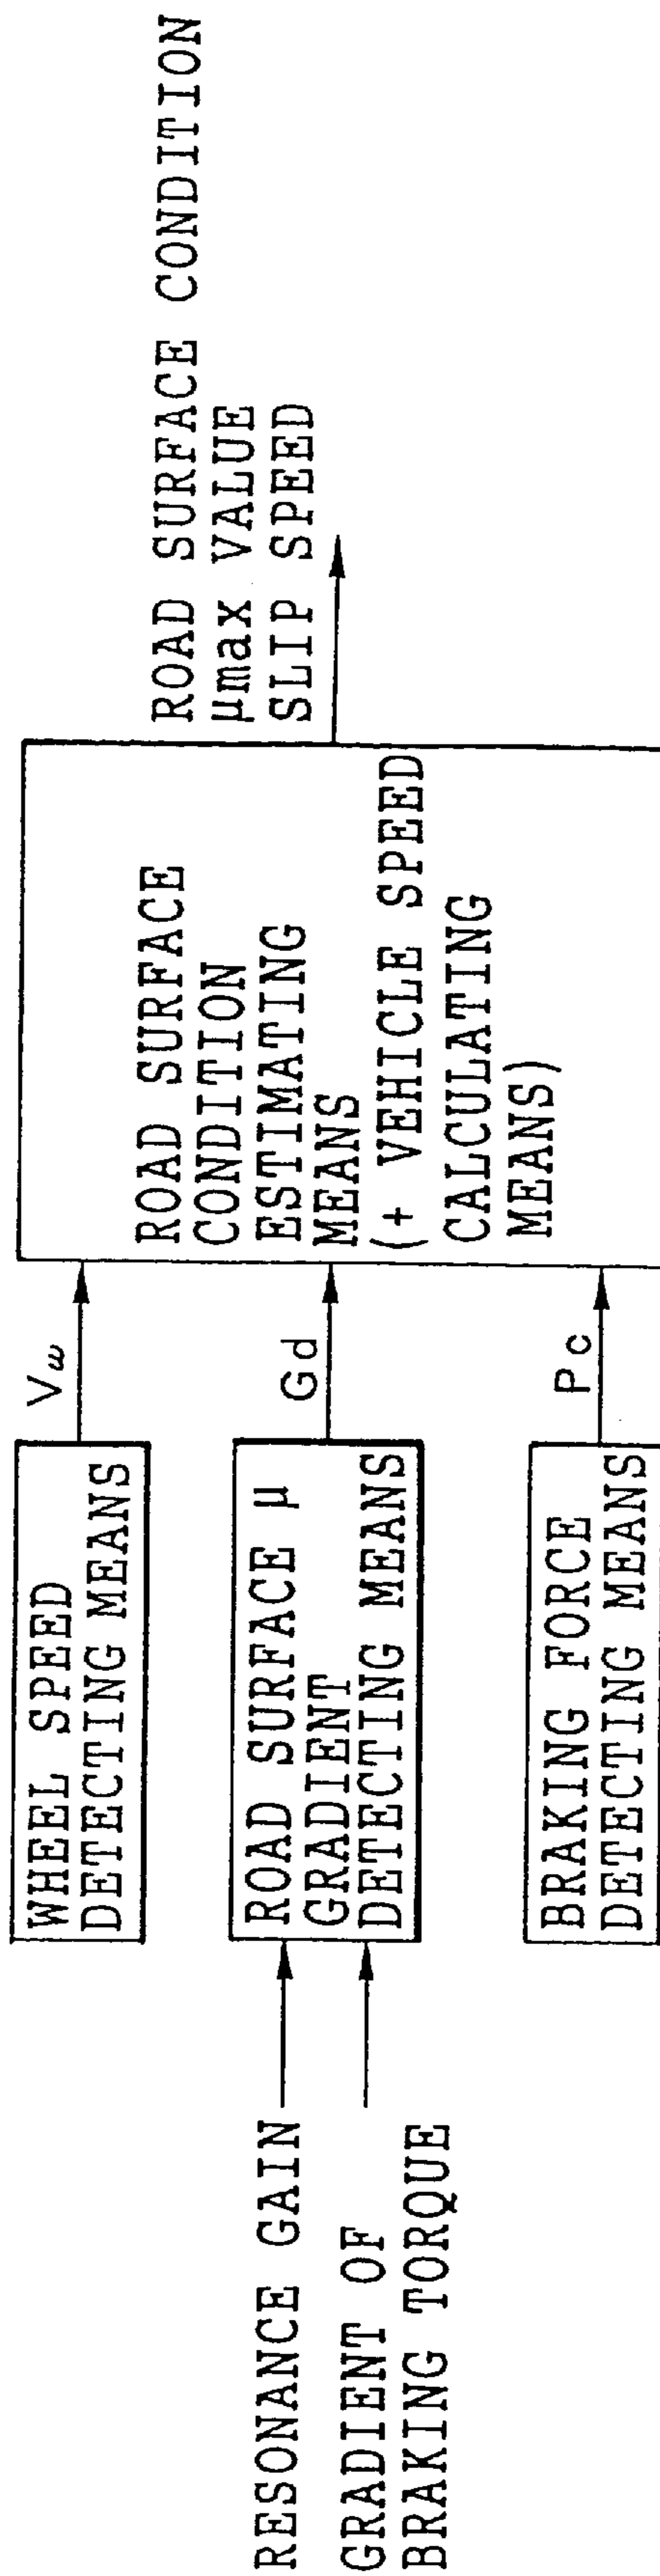 RESONANCE GAIN
GRADIENT OF
BRAKING TORQUE
WHEEL SPEED
DETECTING MEANS
ROAD SURFACE μ
GRADIENT
DETECTING MEANS
BRAKING FORCE
DETECTING MEANS
Vω
Gd
Pc
ROAD SURFACE
CONDITION
ESTIMATING
MEANS
(+ VEHICLE SPEED
CALCULATING
MEANS)
ROAD SURFACE CONDITION
μmax VALUE
SLIP SPEED